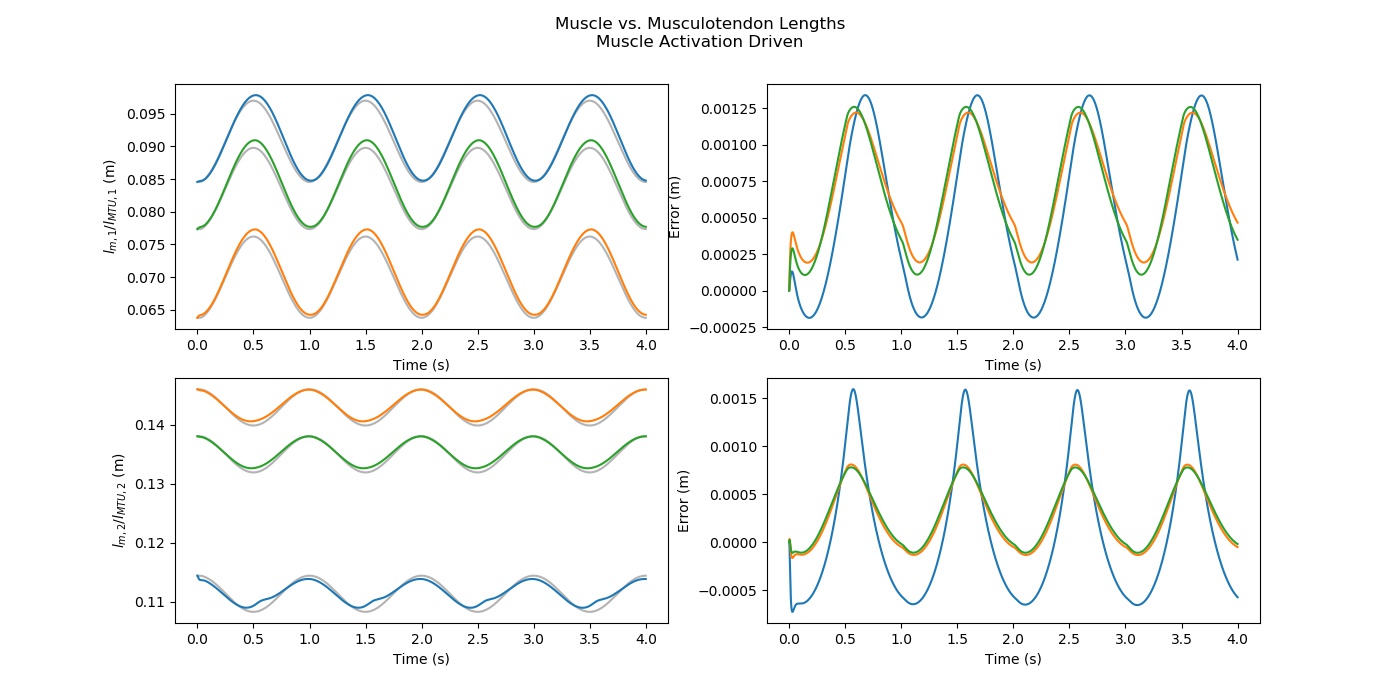 Muscle vs. Musculotendon Lengths
Muscle Activation Driven
l_{m,1}/l_{MTU,1} (m)
0.095
0.090
0.085
0.080
0.075
0.070
0.065
0.0 0.5 1.0 1.5 2.0 2.5 3.0 3.5 4.0
Time (s)
Error (m)
0.00125
0.00100
0.00075
0.00050
0.00025
0.00000
−0.00025
0.0 0.5 1.0 1.5 2.0 2.5 3.0 3.5 4.0
Time (s)
l_{m,2}/l_{MTU,2} (m)
0.14
0.13
0.12
0.11
0.0 0.5 1.0 1.5 2.0 2.5 3.0 3.5 4.0
Time (s)
Error (m)
0.0015
0.0010
0.0005
0.0000
−0.0005
0.0 0.5 1.0 1.5 2.0 2.5 3.0 3.5 4.0
Time (s)